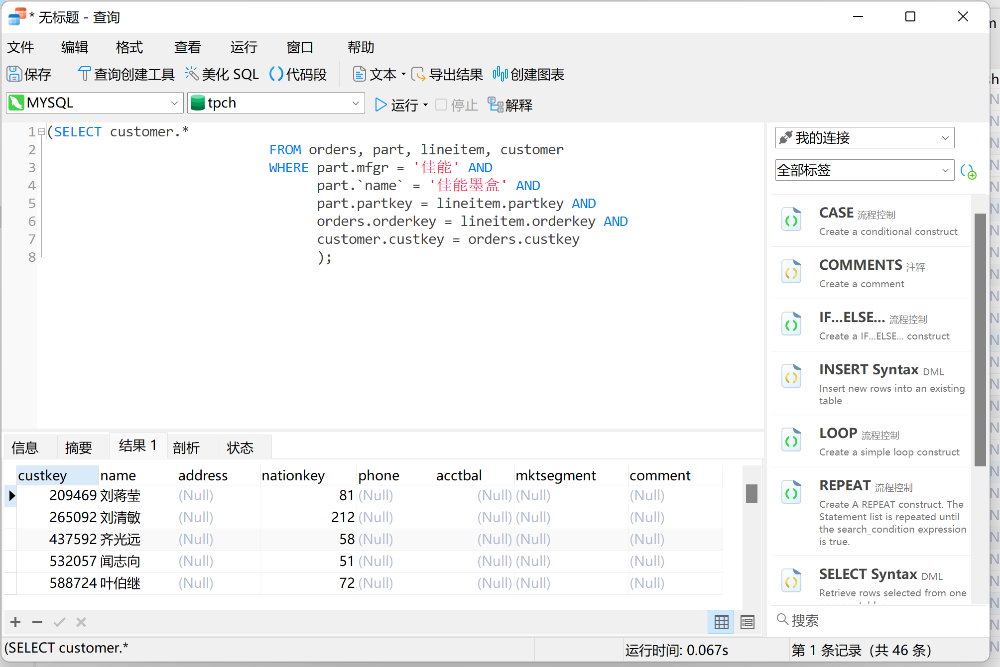 * 无标题 - 查询
文件 编辑 格式 查看 运行 窗口 帮助
保存 查询创建工具 美化 SQL 代码段 文本 导出结果 创建图表
MYSQL tpch 运行 停止 解释
1 (SELECT customer.*
2 FROM orders, part, lineitem, customer
3 WHERE part.mfgr = '佳能' AND
4 part.`name` = '佳能墨盒' AND
5 part.partkey = lineitem.partkey AND
6 orders.orderkey = lineitem.orderkey AND
7 customer.custkey = orders.custkey
8 );
我的连接
全部标签
CASE 流程控制
Create a conditional construct
COMMENTS 注释
Create a comment
IF...ELSE... 流程控制
Create a IF...ELSE... construct
INSERT Syntax DML
Insert new rows into an existing
table
LOOP 流程控制
Create a simple loop construct
REPEAT 流程控制
Create A REPEAT construct. The
Statement list is repeated until
the search_condition expression
is true.
SELECT Syntax DML
Retrieve rows selected from one
搜索
信息 摘要 结果 1 剖析 状态
custkey name address nationkey phone acctbal mktsegment comment
209469 刘蒋莹 (Null) 81 (Null) (Null) (Null) (Null)
265092 刘清敏 (Null) 212 (Null) (Null) (Null) (Null)
437592 齐光远 (Null) 58 (Null) (Null) (Null) (Null)
532057 闻志向 (Null) 51 (Null) (Null) (Null) (Null)
588724 叶伯继 (Null) 72 (Null) (Null) (Null) (Null)
(SELECT customer.* 运行时间: 0.067s 第 1 条记录 (共 46 条)